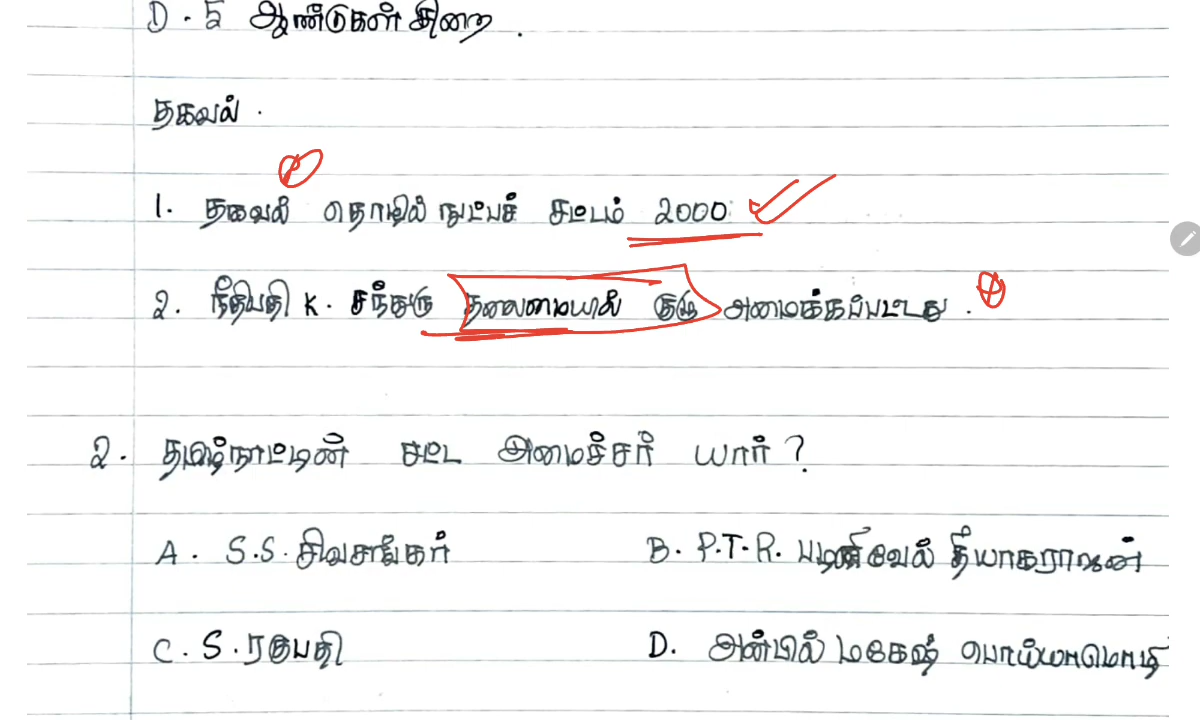 D. 5 ஆண்டுகள் சிறை.
தகவல்.
1. தகவல் தொழில் நுட்பச் சட்டம் 2000
2. நீதிபதி K. சந்துரு தலைமையில் குழு அமைக்கப்பட்டது.
2. தமிழ்நாட்டின் சட்ட அமைச்சர் யார்?
A. S.S. சிவசங்கர் B. P.T.R. பழனிவேல் தியாகராஜன்
C. S. ரகுபதி D. அன்பில் மகேஷ் பொய்யாமொழி